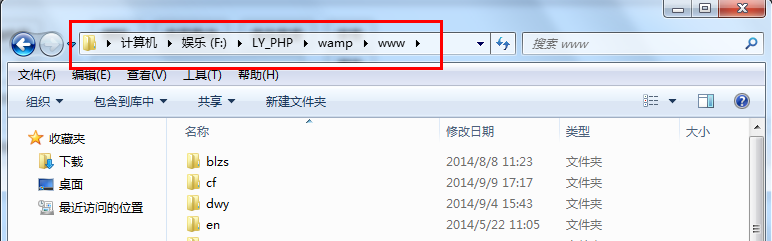 计算机 ▸ 娱乐 (F:) ▸ LY_PHP ▸ wamp ▸ www ▸ 搜索 www
文件(F) 编辑(E) 查看(V) 工具(T) 帮助(H)
组织 包含到库中 共享 新建文件夹
收藏夹
下载
桌面
最近访问的位置
名称 修改日期 类型 大小
blzs 2014/8/8 11:23 文件夹
cf 2014/9/9 17:17 文件夹
dwy 2014/9/4 15:43 文件夹
en 2014/5/22 11:05 文件夹